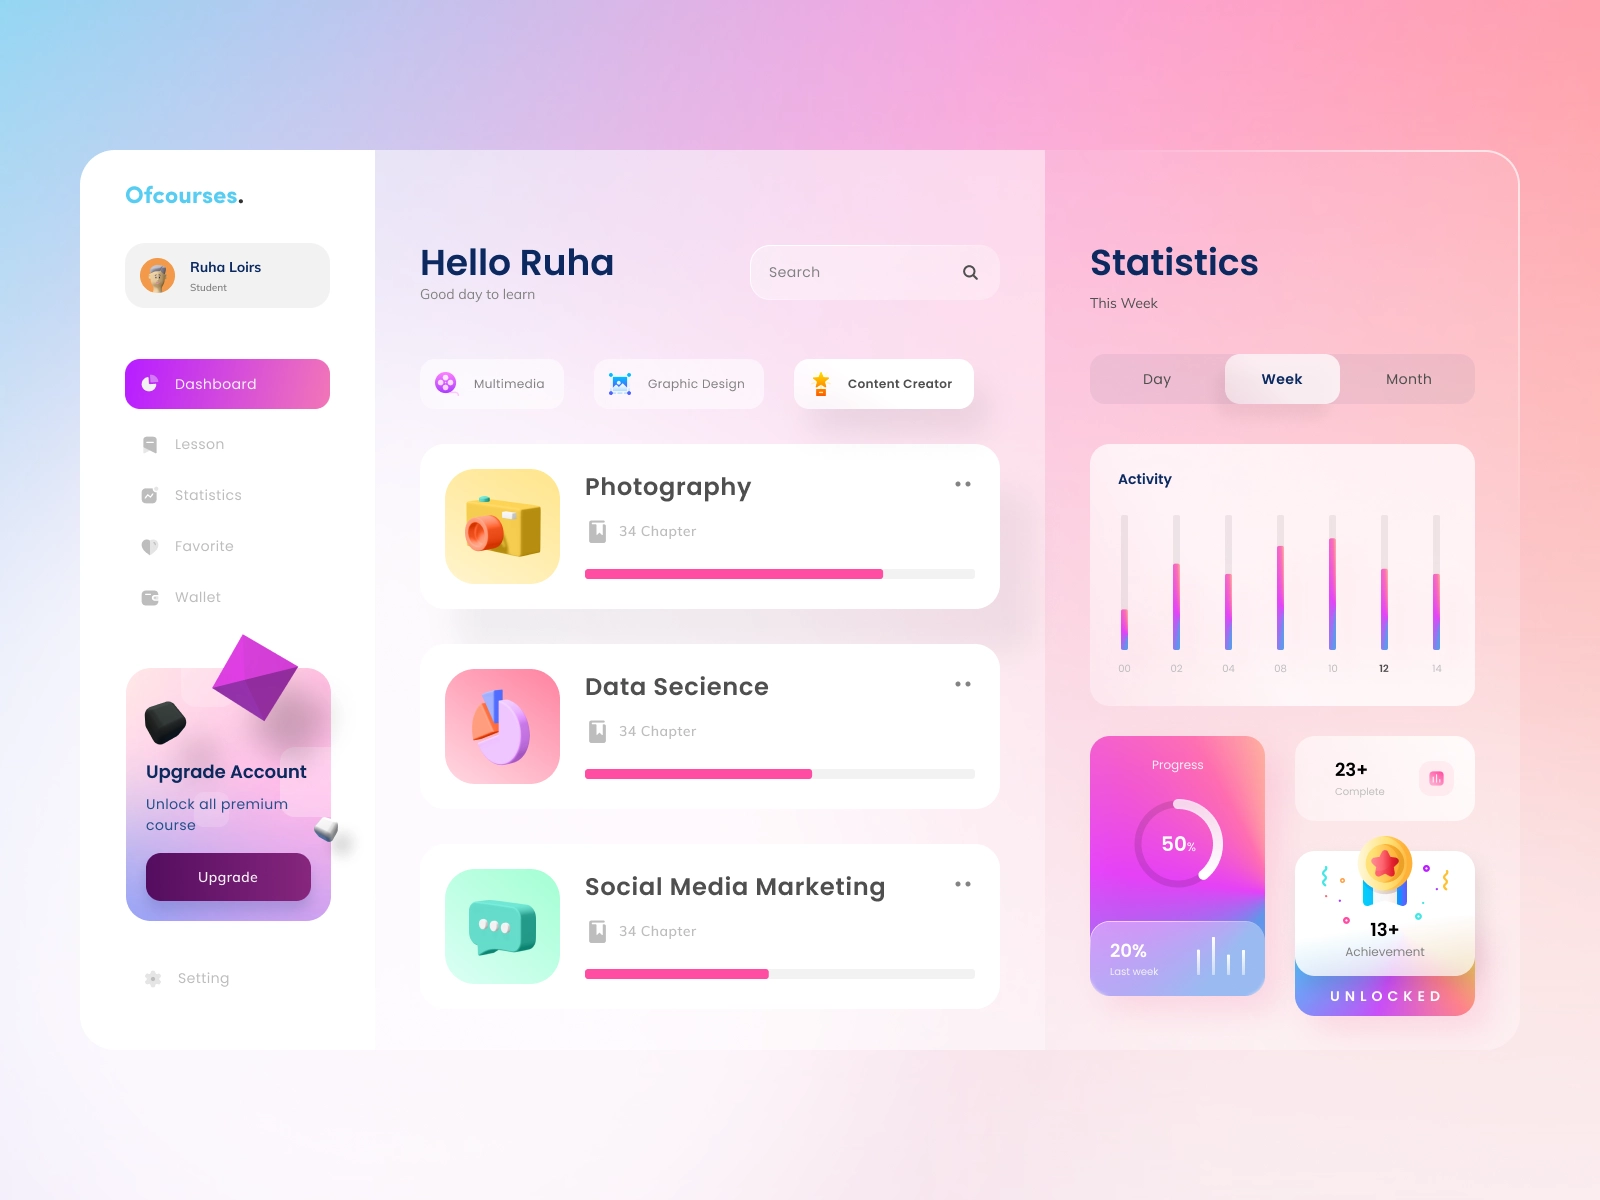 Ofcourses.
Ruha Loirs
Student
Dashboard
Lesson
Statistics
Favorite
Wallet
Upgrade Account
Unlock all premium
course
Upgrade
Setting
Hello Ruha
Good day to learn
Search
Multimedia
Graphic Design
Content Creator
Photography
34 Chapter
Data Secience
34 Chapter
Social Media Marketing
34 Chapter
Statistics
This Week
Day
Week
Month
Activity
00 02 04 08 10 12 14
Progress
50%
20%
Last week
23+
Complete
13+
Achievement
UNLOCKED